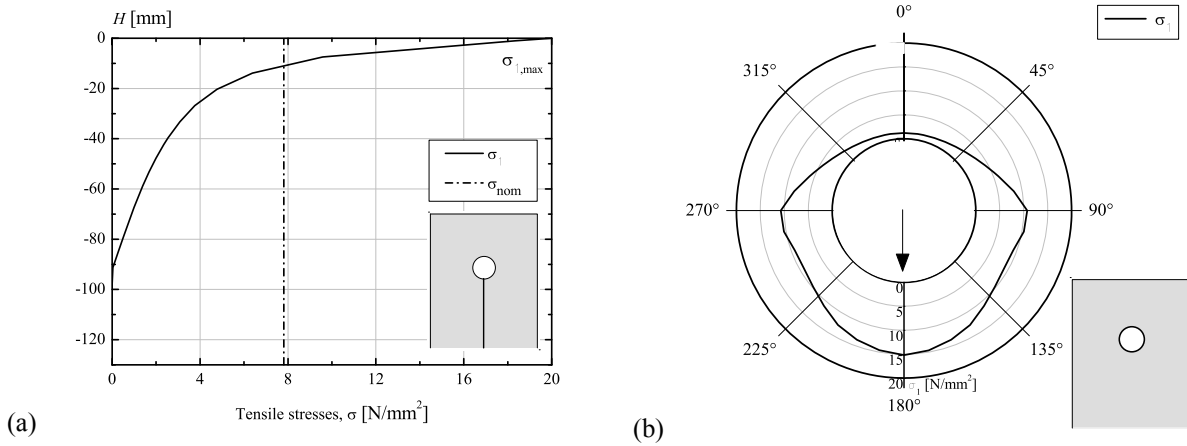 H [mm]
0
-20
-40
-60
-80
-100
-120
σ1,max
σ1
σnom
0 4 8 12 16 20
Tensile stresses, σ [N/mm²]
(a)
0°
σ1
315° 45°
270° 90°
0
5
10
15
20 σ1 [N/mm²]
225° 135°
180°
(b)